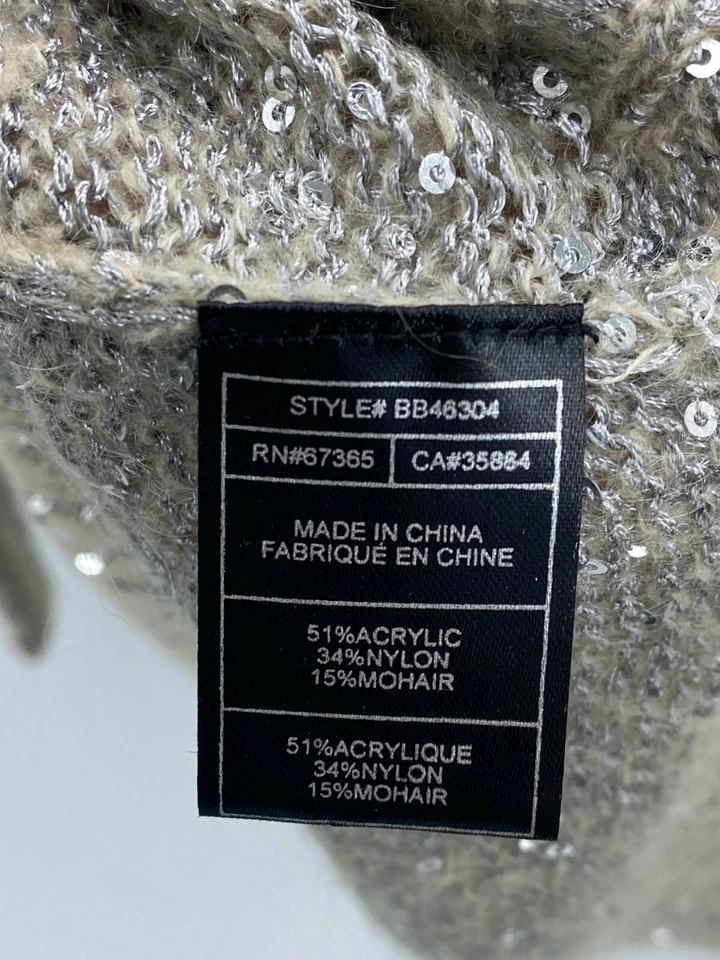 STYLE# BB46304
RN#67365 CA#35884
MADE IN CHINA
FABRIQUÉ EN CHINE
51%ACRYLIC
34%NYLON
15%MOHAIR
51%ACRYLIQUE
34%NYLON
15%MOHAIR